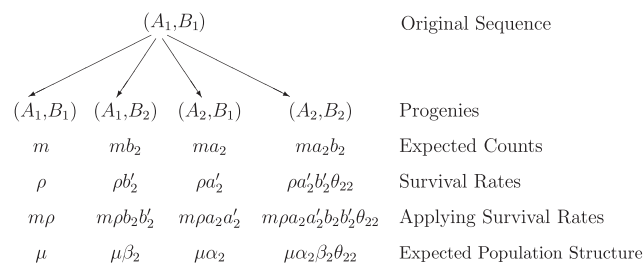 (A₁,B₁) Original Sequence
(A₁,B₁) (A₁,B₂) (A₂,B₁) (A₂,B₂) Progenies
m mb₂ ma₂ ma₂b₂ Expected Counts
ρ ρb′₂ ρa′₂ ρa′₂b′₂θ₂₂ Survival Rates
mρ mρb₂b′₂ mρa₂a′₂ mρa₂a′₂b₂b′₂θ₂₂ Applying Survival Rates
μ μβ₂ μα₂ μα₂β₂θ₂₂ Expected Population Structure